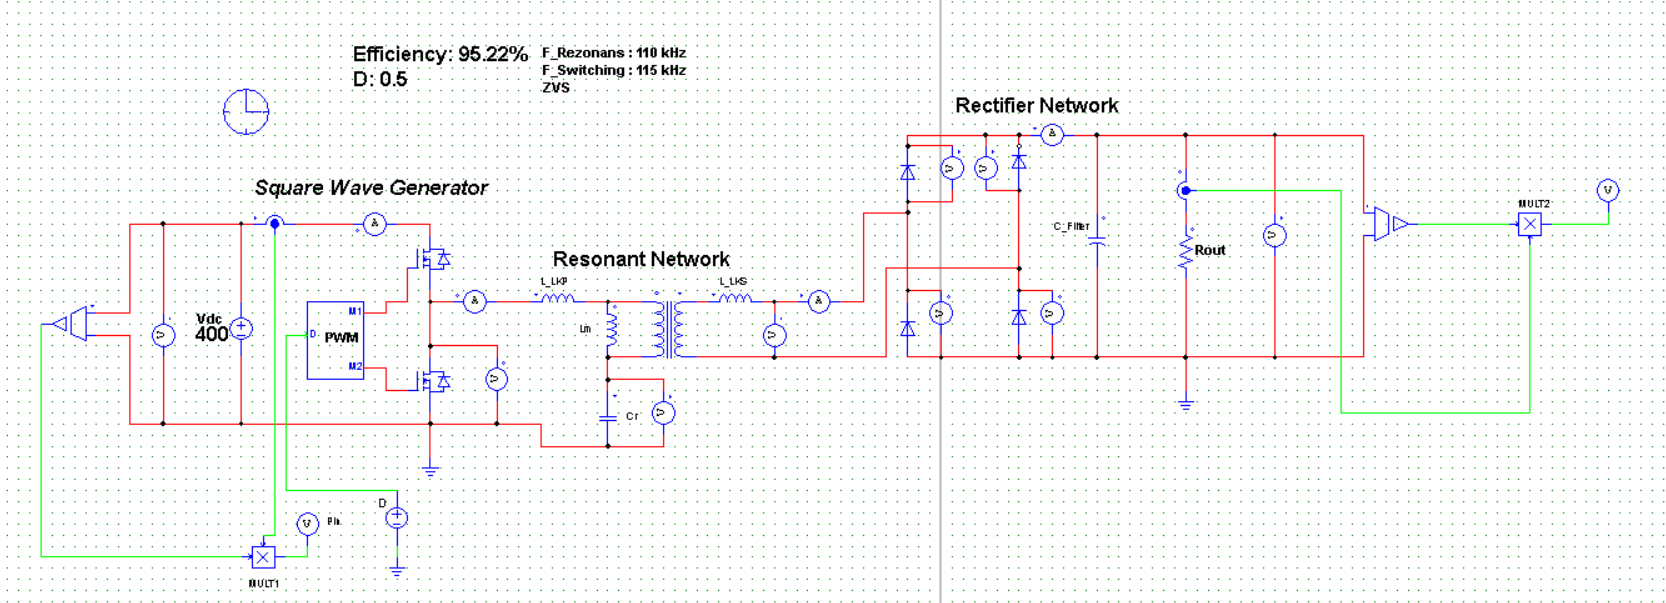 Efficiency: 95.22%
D: 0.5
F_Rezonans : 110 kHz
F_Switching : 115 kHz
ZVS
Rectifier Network
Square Wave Generator
Resonant Network
A
A
A
A
V
V
V
V
V
V
V
V
V
V
V
L_LKP
L_LKS
Lm
Cr
Vdc
400
M1
D
PWM
M2
C_Filter
Rout
MULT2
D
Pin
MULT1